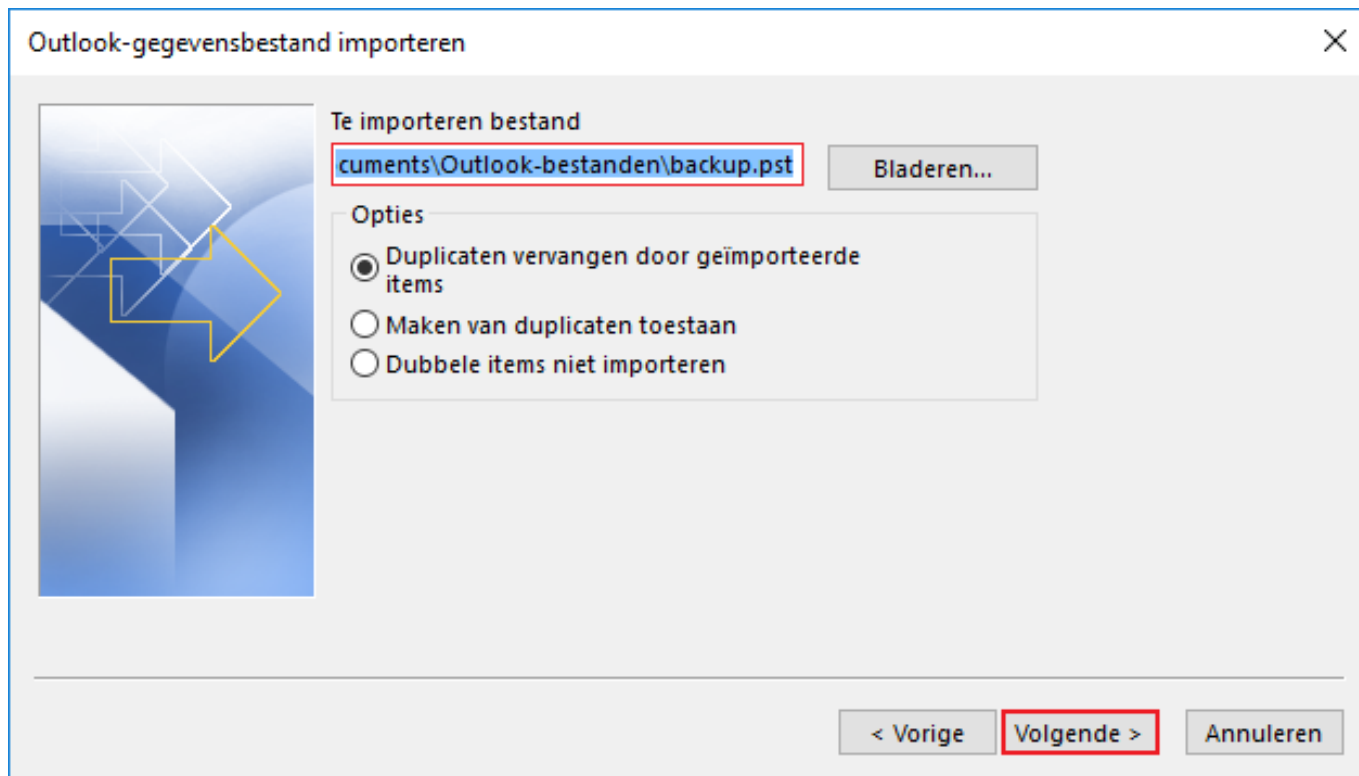 Outlook-gegevensbestand importeren
Te importeren bestand
cuments\Outlook-bestanden\backup.pst
Bladeren...
Opties
Duplicaten vervangen door geïmporteerde
items
Maken van duplicaten toestaan
Dubbele items niet importeren
< Vorige
Volgende >
Annuleren